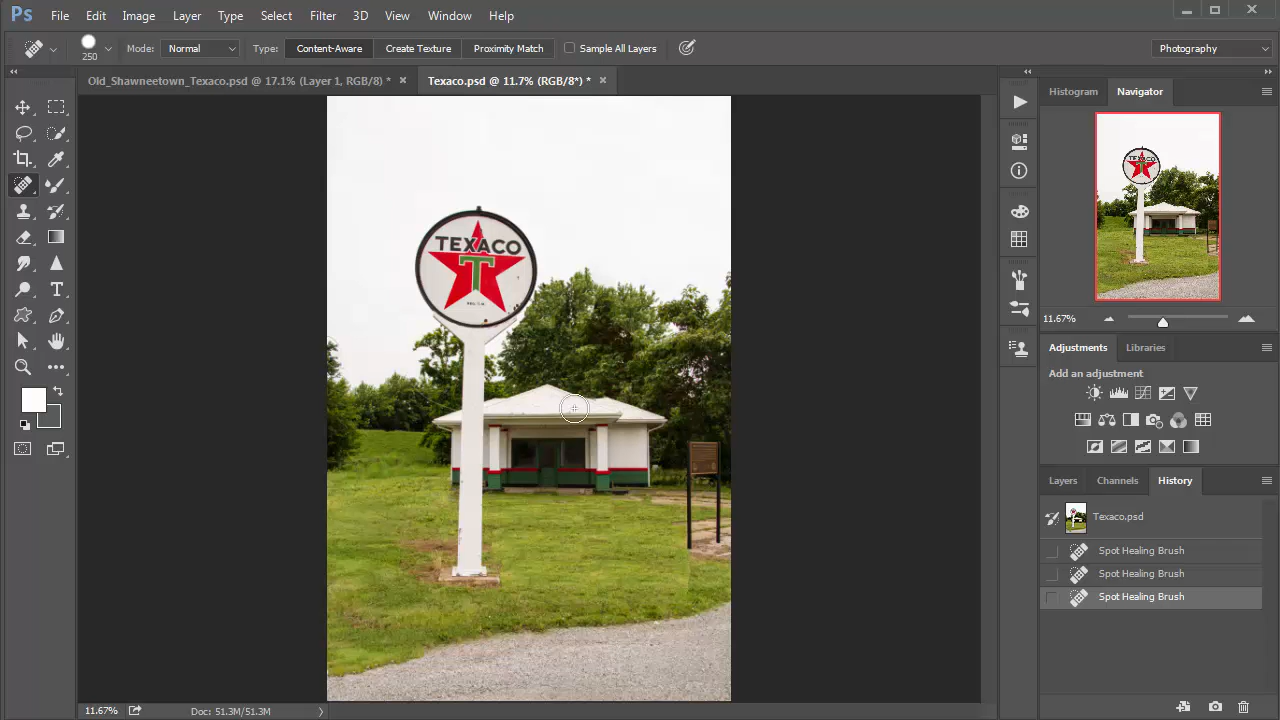 Ps File Edit Image Layer Type Select Filter 3D View Window Help
250 Mode: Normal Type: Content-Aware Create Texture Proximity Match Sample All Layers Photography
Old_Shawneetown_Texaco.psd @ 17.1% (Layer 1, RGB/8) * × Texaco.psd @ 11.7% (RGB/8*) * ×
Histogram Navigator
TEXACO
T
TEXACO
T
11.67%
Adjustments Libraries
Add an adjustment
Layers Channels History
Texaco.psd
Spot Healing Brush
Spot Healing Brush
Spot Healing Brush
11.67% Doc: 51.3M/51.3M